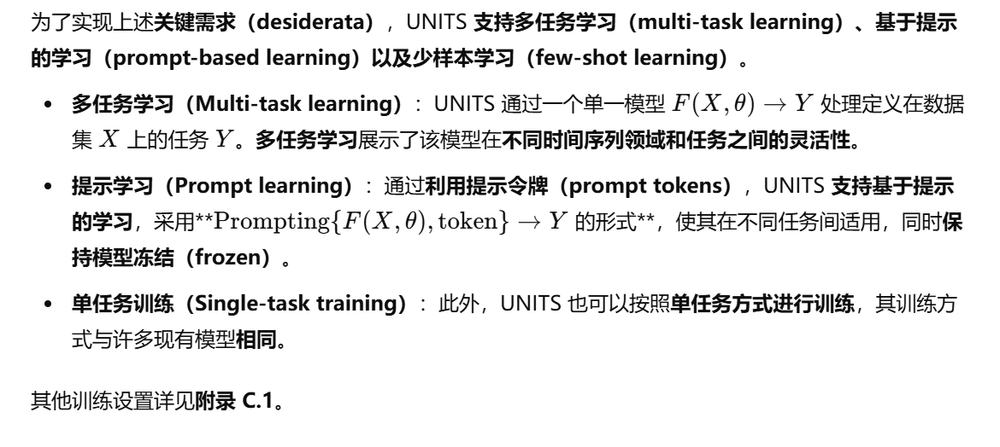 为了实现上述关键需求（desiderata），UNITS 支持多任务学习（multi-task learning）、基于提示
的学习（prompt-based learning）以及少样本学习（few-shot learning）。
• 多任务学习（Multi-task learning）：UNITS 通过一个单一模型 F(X, θ) → Y 处理定义在数据
集 X 上的任务 Y。多任务学习展示了该模型在不同时间序列领域和任务之间的灵活性。
• 提示学习（Prompt learning）：通过利用提示令牌（prompt tokens），UNITS 支持基于提示
的学习，采用**Prompting{F(X, θ), token} → Y 的形式**，使其在不同任务间适用，同时保
持模型冻结（frozen）。
• 单任务训练（Single-task training）：此外，UNITS 也可以按照单任务方式进行训练，其训练方
式与许多现有模型相同。
其他训练设置详见附录 C.1。